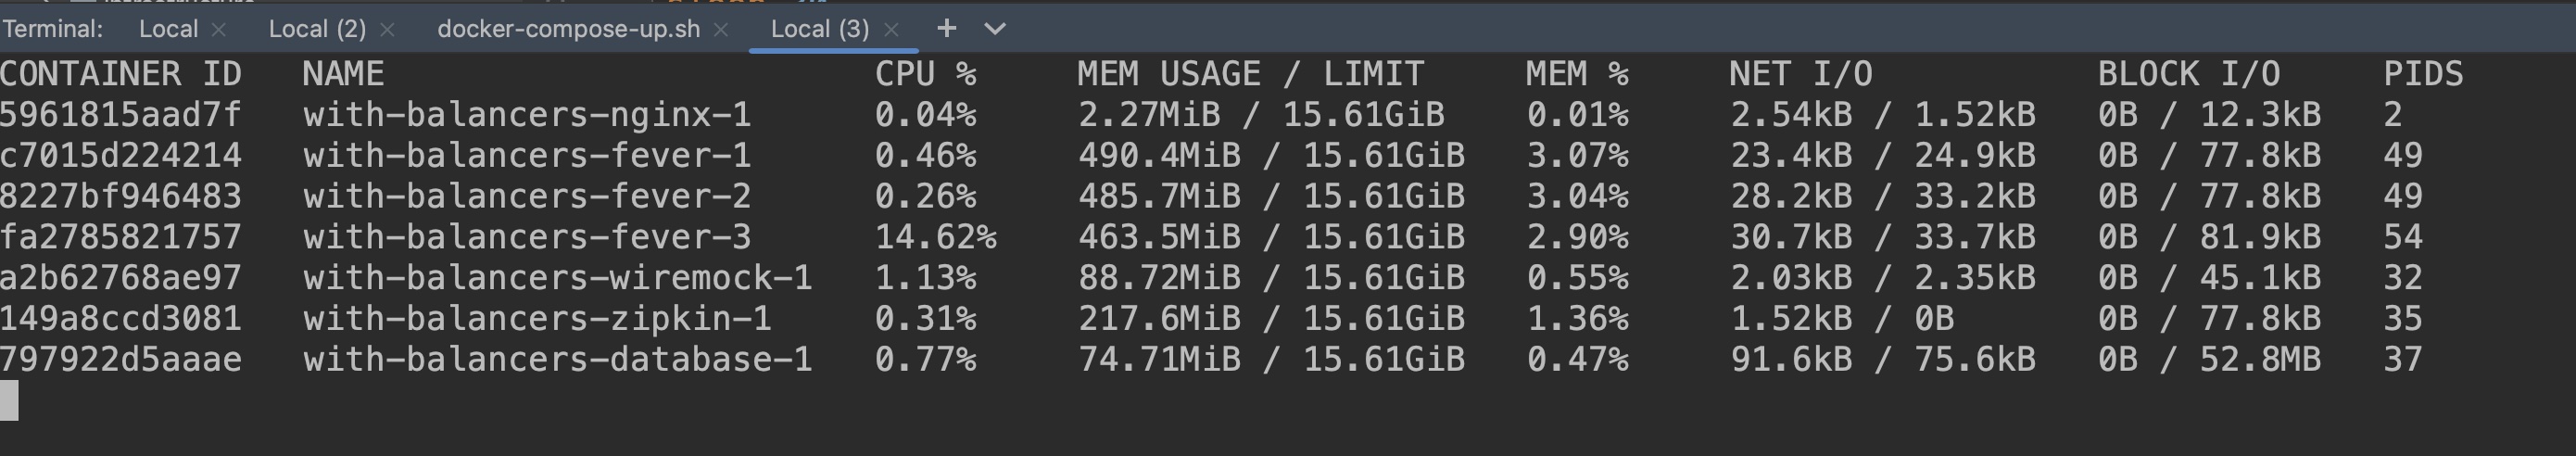 Terminal: Local × Local (2) × docker-compose-up.sh × Local (3) × +
CONTAINER ID NAME CPU % MEM USAGE / LIMIT MEM % NET I/O BLOCK I/O PIDS
5961815aad7f with-balancers-nginx-1 0.04% 2.27MiB / 15.61GiB 0.01% 2.54kB / 1.52kB 0B / 12.3kB 2
c7015d224214 with-balancers-fever-1 0.46% 490.4MiB / 15.61GiB 3.07% 23.4kB / 24.9kB 0B / 77.8kB 49
8227bf946483 with-balancers-fever-2 0.26% 485.7MiB / 15.61GiB 3.04% 28.2kB / 33.2kB 0B / 77.8kB 49
fa2785821757 with-balancers-fever-3 14.62% 463.5MiB / 15.61GiB 2.90% 30.7kB / 33.7kB 0B / 81.9kB 54
a2b62768ae97 with-balancers-wiremock-1 1.13% 88.72MiB / 15.61GiB 0.55% 2.03kB / 2.35kB 0B / 45.1kB 32
149a8ccd3081 with-balancers-zipkin-1 0.31% 217.6MiB / 15.61GiB 1.36% 1.52kB / 0B 0B / 77.8kB 35
797922d5aaae with-balancers-database-1 0.77% 74.71MiB / 15.61GiB 0.47% 91.6kB / 75.6kB 0B / 52.8MB 37